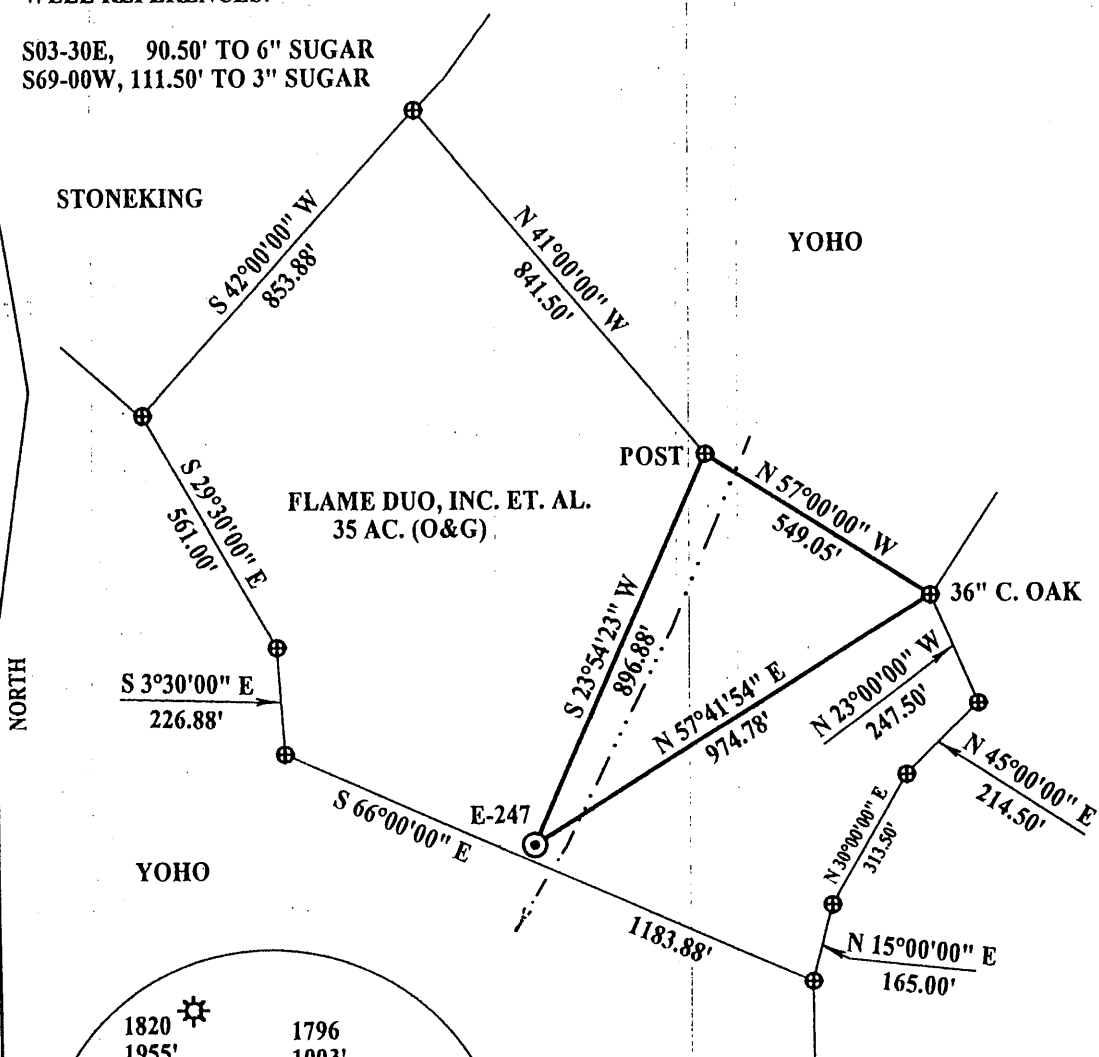 S03-30E, 90.50' TO 6" SUGAR
S69-00W, 111.50' TO 3" SUGAR
STONEKING
YOHO
S 42°00'00" W
853.88'
N 41°00'00" W
841.50'
POST
N 57°00'00" W
549.05'
S 29°30'00" E
561.00'
FLAME DUO, INC. ET. AL.
35 AC. (O&G)
36" C. OAK
S 23°54'23" W
896.88'
N 57°41'54" E
974.78'
N 23°00'00" W
247.50'
NORTH
S 3°30'00" E
226.88'
N 45°00'00" E
214.50'
S 66°00'00" E
1183.88'
E-247
N 30°00'00" E
313.50'
YOHO
N 15°00'00" E
165.00'
1820
1955'
1796